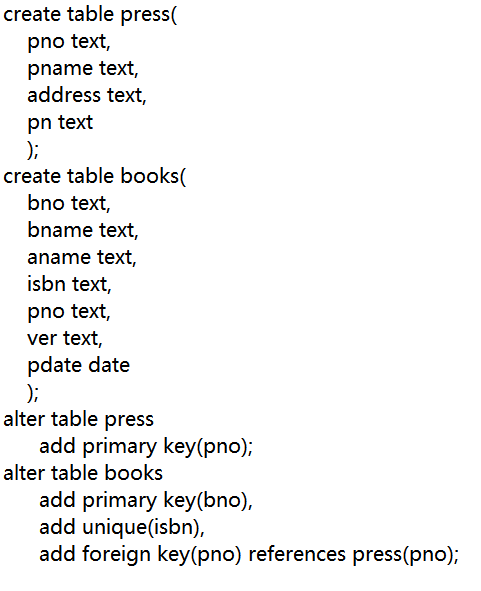 create table press(
pno text,
pname text,
address text,
pn text
);
create table books(
bno text,
bname text,
aname text,
isbn text,
pno text,
ver text,
pdate date
);
alter table press
add primary key(pno);
alter table books
add primary key(bno),
add unique(isbn),
add foreign key(pno) references press(pno);